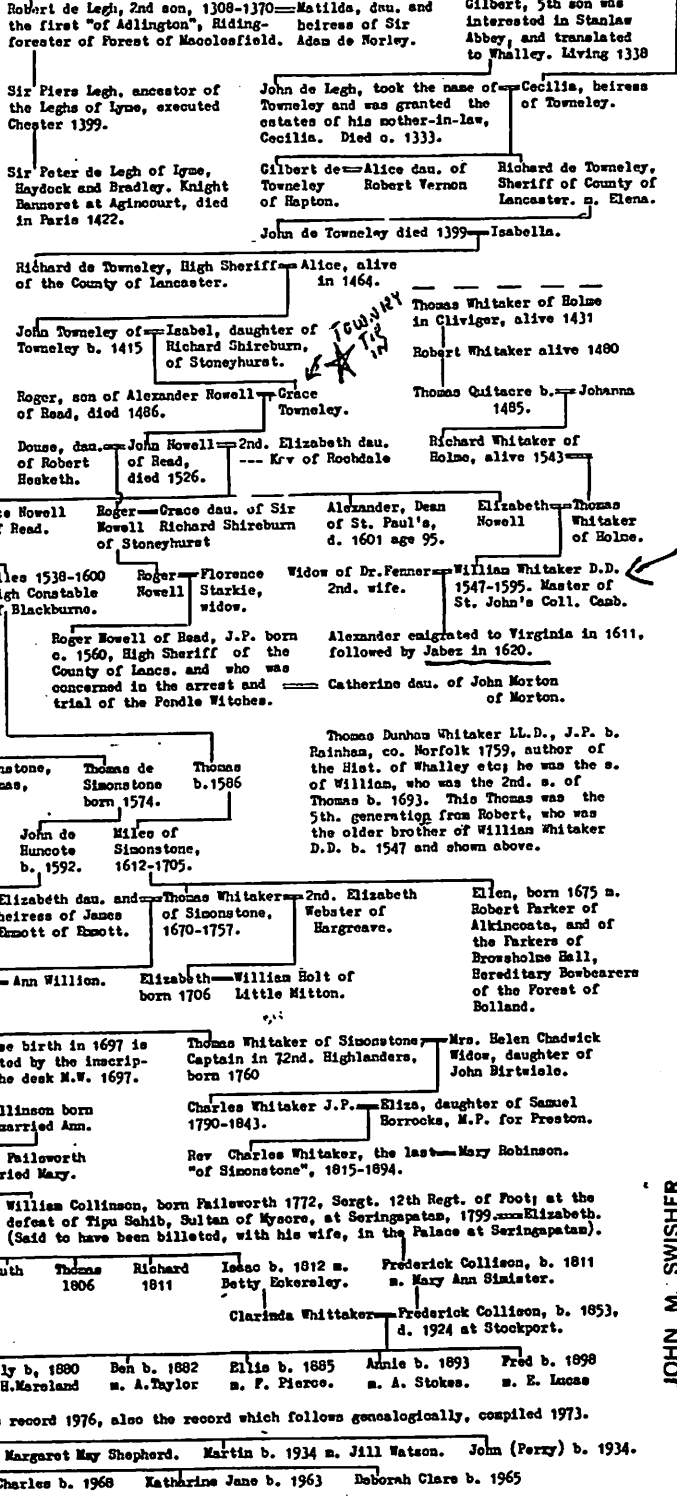 Robert de Legh, 2nd son, 1308-1370
the first "of Adlington", Riding-
forester of Forest of Macclesfield.
Matilda, dau. and
heiress of Sir
Adam de Norley.
Gilbert, 5th son was
interested in Stanlaw
Abbey, and translated
to Whalley. Living 1338
Sir Piers Legh, ancestor of
the Leghs of Lyme, executed
Chester 1399.
John de Legh, took the name of
Towneley and was granted the
estates of his mother-in-law,
Cecilia. Died c. 1333.
Cecilia, heiress
of Towneley.
Sir Peter de Legh of Lyme,
Haydock and Bradley. Knight
Banneret at Agincourt, died
in Paris 1422.
Gilbert de
Towneley
of Hapton.
Alice dau. of
Robert Vernon
Richard de Towneley,
Sheriff of County of
Lancaster. m. Elena.
John de Towneley died 1399
Isabella.
Richard de Towneley, High Sheriff
of the County of Lancaster.
Alice, alive
in 1464.
Thomas Whitaker of Holme
in Cliviger, alive 1431
John Towneley of
Towneley b. 1415
Isabel, daughter of
Richard Shireburn,
of Stoneyhurst.
TIE
IN
Robert Whitaker alive 1480
Roger, son of Alexander Nowell
of Read, died 1486.
Grace
Towneley.
Thomas Quitacre b.
1485.
Johanna
Douse, dau.
of Robert
Hesketh.
John Nowell
of Read,
died 1526.
2nd. Elizabeth dau.
--- Krv of Rochdale
Richard Whitaker of
Holme, alive 1543
ce Nowell
f Read.
Roger
Nowell
of Stoneyhurst
Grace dau. of Sir
Richard Shireburn
Alexander, Dean
of St. Paul's,
d. 1601 age 95.
Elizabeth
Nowell
Thomas
Whitaker
of Holme.
les 1538-1600
igh Constable
f Blackburne.
Roger
Nowell
Florence
Starkie,
widow.
Widow of Dr. Fenner
2nd. wife.
William Whitaker D.D.
1547-1595. Master of
St. John's Coll. Camb.
Roger Nowell of Read, J.P. born
c. 1560, High Sheriff of the
County of Lancs. and who was
concerned in the arrest and
trial of the Pendle Witches.
Alexander emigrated to Virginia in 1611,
followed by Jabez in 1620.
Catherine dau. of John Morton
of Morton.
nstone,
mas,
Thomas de
Simonstone
born 1574.
Thomas
b.1586
Thomas Dunham Whitaker LL.D., J.P. b.
Rainham, co. Norfolk 1759, author of
the Hist. of Whalley etc; he was the s.
of William, who was the 2nd. s. of
Thomas b. 1693. This Thomas was the
5th. generation from Robert, who was
the older brother of William Whitaker
D.D. b. 1547 and shown above.
John de
Huncote
b. 1592.
Miles of
Simonstone,
1612-1705.
Elizabeth dau. and
heiress of James
Emmott of Emmott.
Thomas Whitaker
of Simonstone,
1670-1757.
2nd. Elizabeth
Webster of
Hargreave.
Ellen, born 1675 m.
Robert Parker of
Alkincoats, and of
the Parkers of
Browsholme Hall,
Hereditary Bowbearers
of the Forest of
Bolland.
Ann Willion.
Elizabeth
born 1706
William Holt of
Little Mitton.
se birth in 1697 is
ted by the inscrip-
he desk M.W. 1697.
Thomas Whitaker of Simonstone,
Captain in 72nd. Highlanders,
born 1760
Mrs. Helen Chadwick
Widow, daughter of
John Birtwisle.
llinson born
married Ann.
Charles Whitaker J.P.
1790-1843.
Eliza, daughter of Samuel
Horrocks, M.P. for Preston.
Failsworth
ried Mary.
Rev Charles Whitaker, the last
"of Simonstone", 1815-1894.
Mary Robinson.
William Collinson, born Failsworth 1772, Sergt. 12th Regt. of Foot; at the
defeat of Tipu Sahib, Sultan of Mysore, at Seringapatam, 1799. Elizabeth.
(Said to have been billeted, with his wife, in the Palace at Seringapatam).
uth
Thomas
1806
Richard
1811
Isaac b. 1812 m.
Betty Eckersley.
Frederick Collison, b. 1811
m. Mary Ann Simister.
Clarinda Whittaker
Frederick Collison, b. 1853,
d. 1924 at Stockport.
ly b, 1880
H.Marsland
Ben b. 1882
m. A.Taylor
Ellis b. 1885
m. F. Pierce.
Annie b. 1893
m. A. Stokes.
Fred b. 1898
m. E. Lucas
record 1976, also the record which follows genealogically, compiled 1973.
Margaret May Shepherd.
Martin b. 1934 m. Jill Watson.
John (Perry) b. 1934.
Charles b. 1968
Katharine Jane b. 1963
Deborah Clare b. 1965
JOHN M. SWISHER